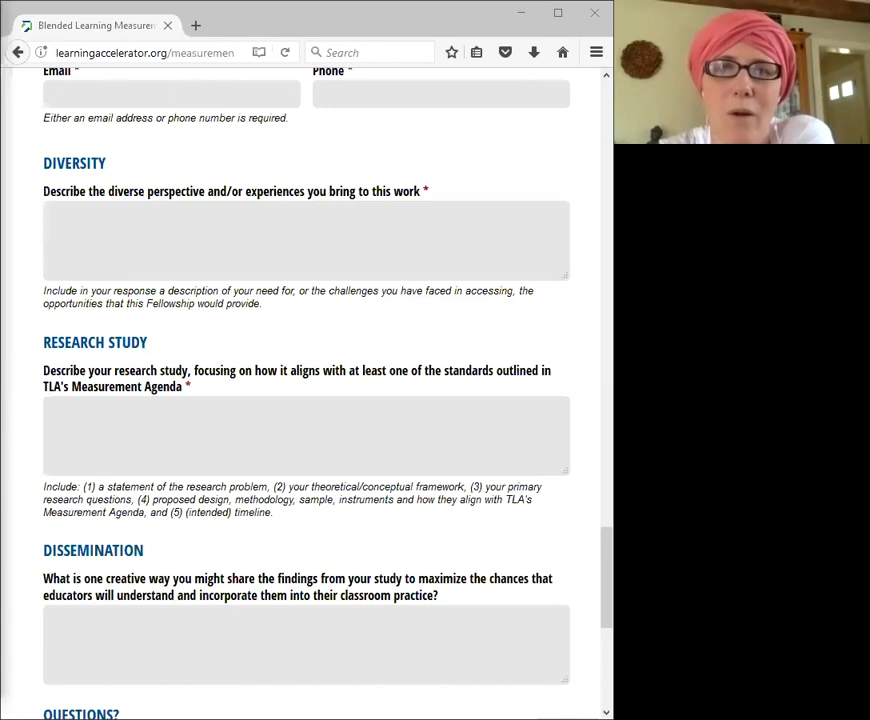 Blended Learning Measuren
learningaccelerator.org/measuremen
Search
Email *
Phone *
Either an email address or phone number is required.
DIVERSITY
Describe the diverse perspective and/or experiences you bring to this work *
Include in your response a description of your need for, or the challenges you have faced in accessing, the
opportunities that this Fellowship would provide.
RESEARCH STUDY
Describe your research study, focusing on how it aligns with at least one of the standards outlined in
TLA's Measurement Agenda *
Include: (1) a statement of the research problem, (2) your theoretical/conceptual framework, (3) your primary
research questions, (4) proposed design, methodology, sample, instruments and how they align with TLA's
Measurement Agenda, and (5) (intended) timeline.
DISSEMINATION
What is one creative way you might share the findings from your study to maximize the chances that
educators will understand and incorporate them into their classroom practice?
QUESTIONS?